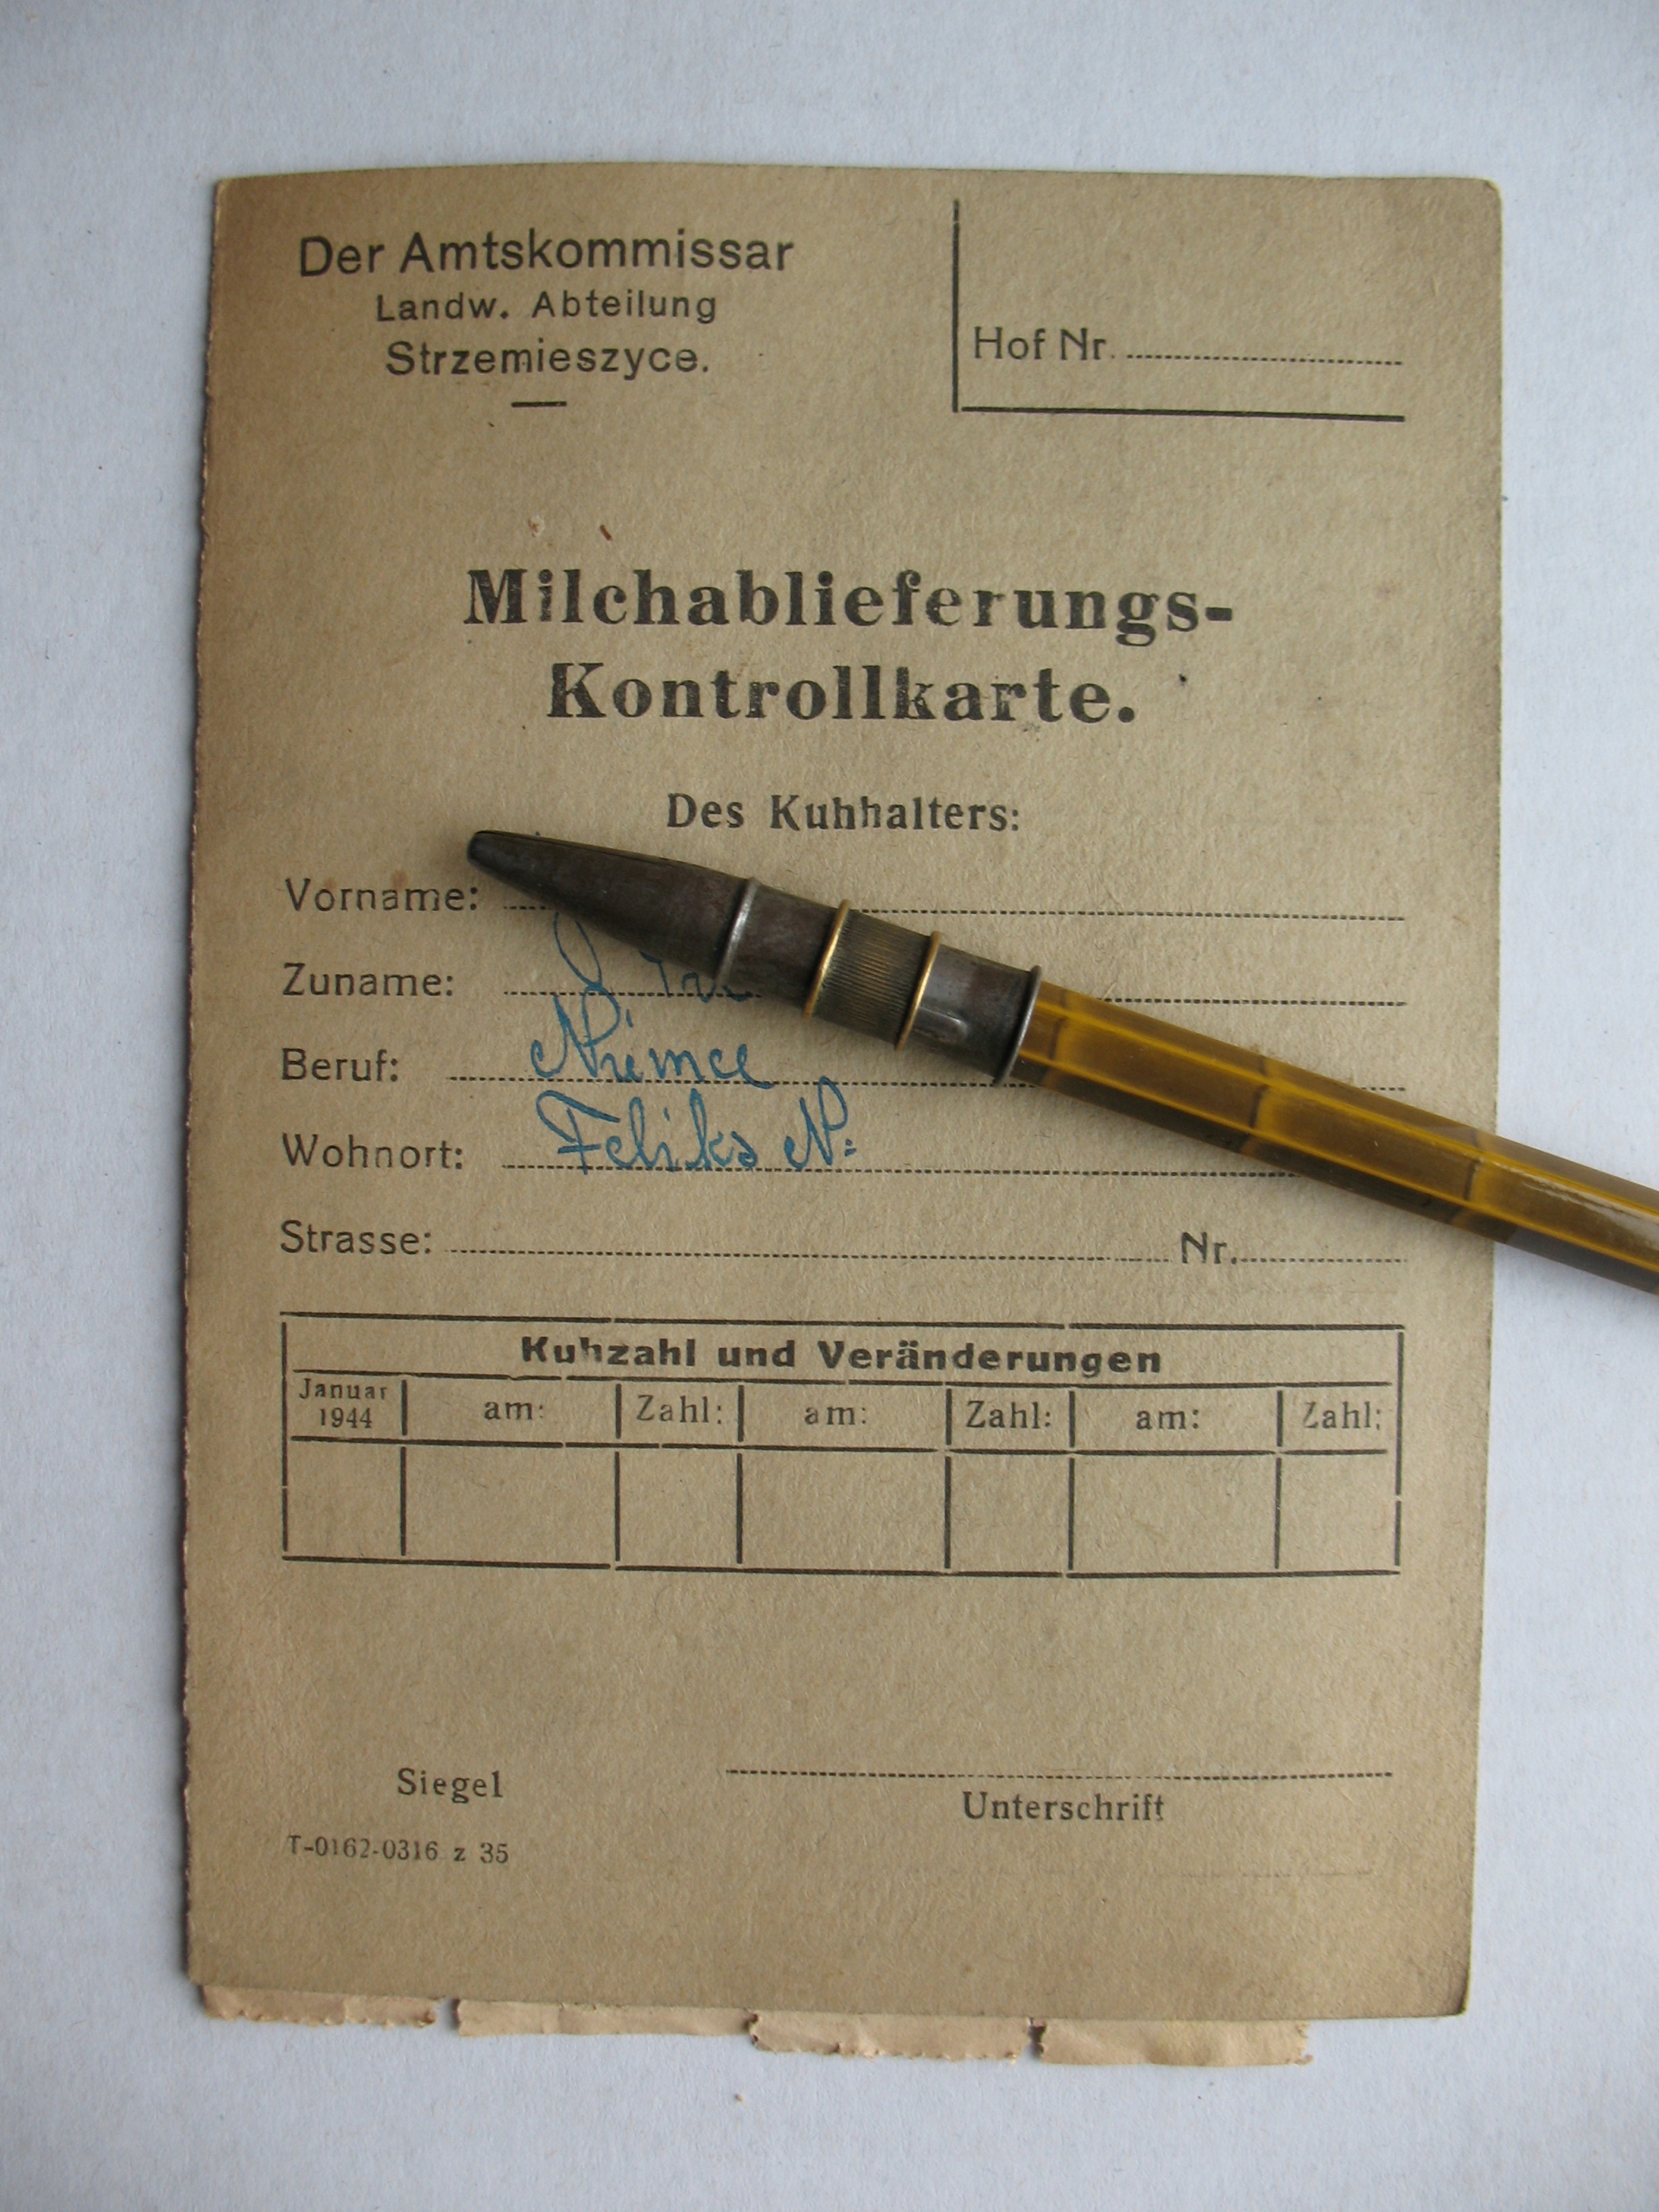 Der Amtskommissar
Landw. Abteilung
Strzemieszyce.
Hof Nr.
Milchablieferungs-
Kontrollkarte.
Des Kuhhalters:
Vorname:
Zuname:
Beruf: Niemce
Wohnort: Feliks N:
Strasse: Nr.
Kuhzahl und Veränderungen
Januar 1944 am: Zahl: am: Zahl: am: Zahl:
Siegel
Unterschrift
T-0162-0316 z 35